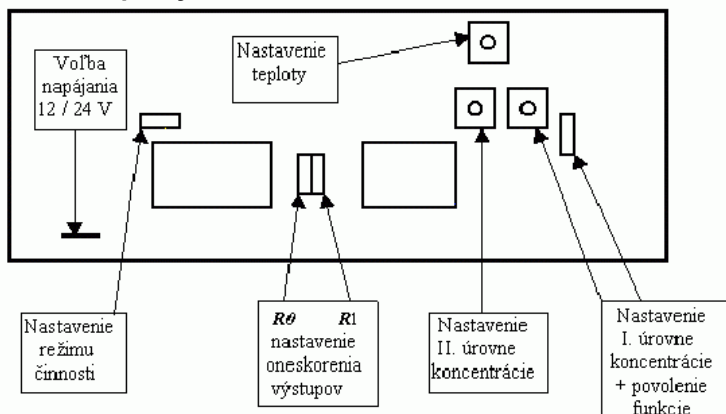 Nastavenie
teploty
Voľba
napájania
12 / 24 V
Nastavenie
režimu
činnosti
R0 R1
nastavenie
oneskorenia
výstupov
Nastavenie
II. úrovne
koncentrácie
Nastavenie
I. úrovne
koncentrácie
+ povolenie
funkcie